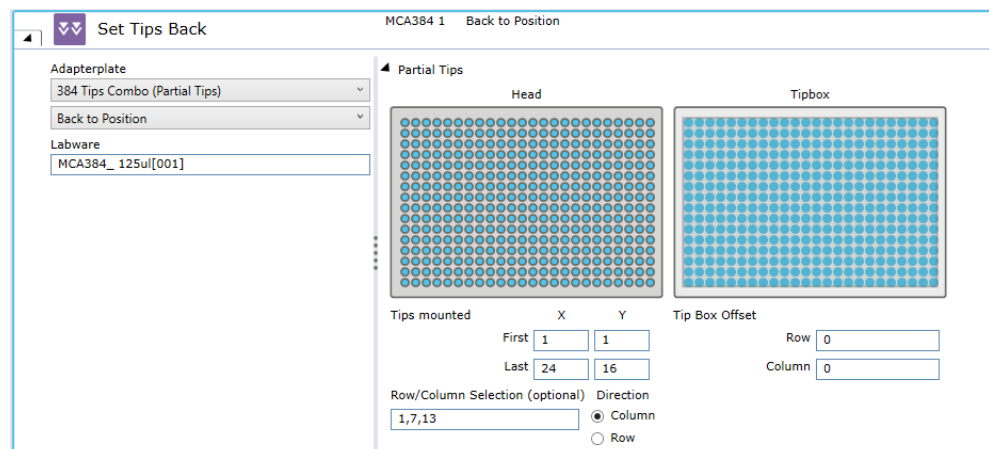 Set Tips Back
MCA384 1 Back to Position
Adapterplate
384 Tips Combo (Partial Tips)
Back to Position
Labware
MCA384_ 125ul[001]
Partial Tips
Head
Tipbox
Tips mounted X Y
First 1 1
Last 24 16
Tip Box Offset
Row 0
Column 0
Row/Column Selection (optional)
1,7,13
Direction
Column
Row